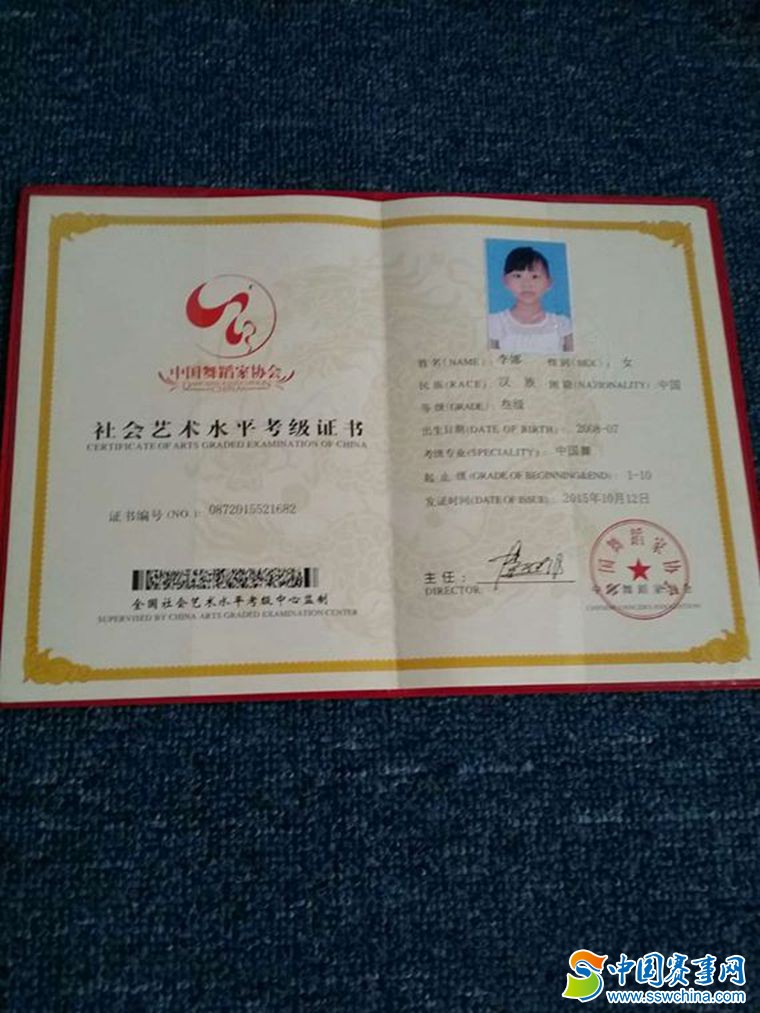 中国舞蹈家协会
CHINA
社会艺术水平考级证书
CERTIFICATE OF ARTS GRADED EXAMINATION OF CHINA
证书编号(NO.): 0872015521682
全国社会艺术水平考级中心监制
SUPERVISED BY CHINA ARTS GRADED EXAMINATION CENTER
姓名(NAME): 李娜 性别(SEX): 女
民族(RACE): 汉族 国籍(NATIONALITY): 中国
等级(GRADE): 叁级
出生日期(DATE OF BIRTH): 2008-07
考级专业(SPECIALITY): 中国舞
起止级(GRADE OF BEGINNING&END): 1-10
发证时间(DATE OF ISSUE): 2015年10月12日
主任:
DIRECTOR:
国舞蹈家协
中国赛事网
www.sswchina.com